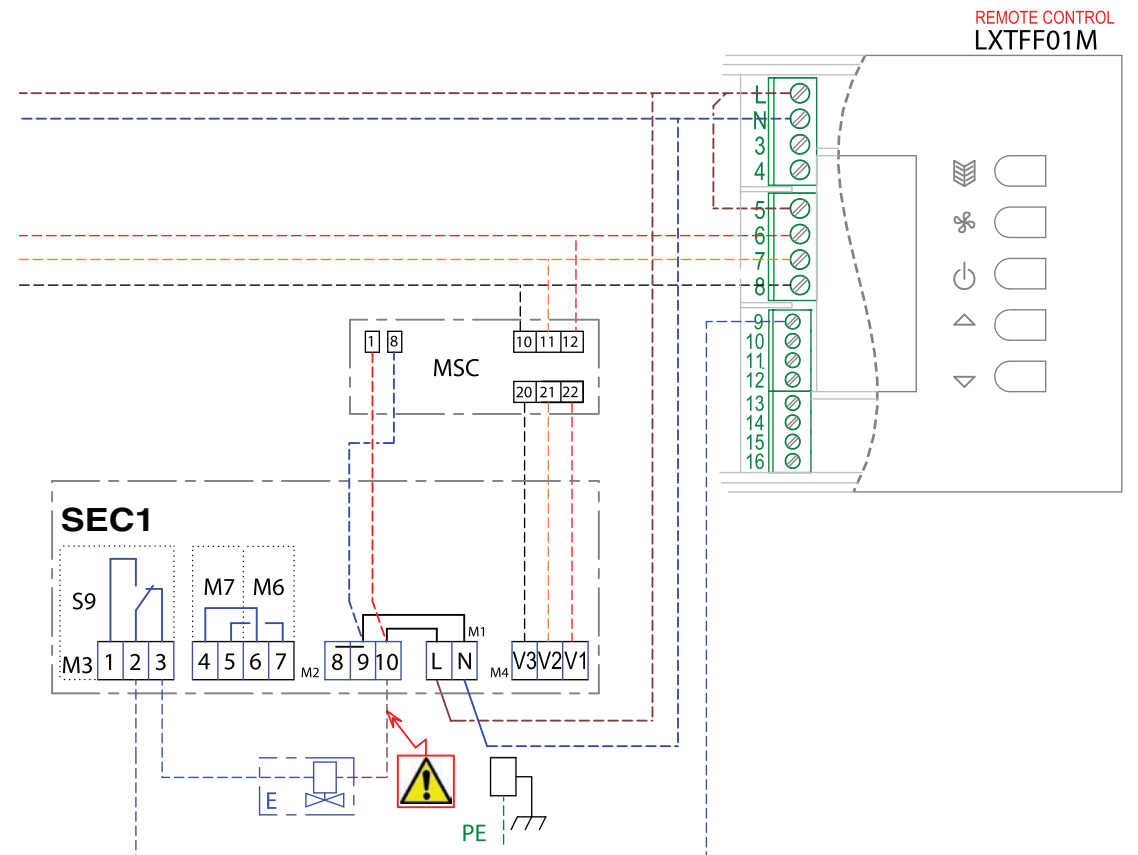 REMOTE CONTROL
LXTFF01M
L
N
3
4
5
6
7
8
9
10
11
12
13
14
15
16
1 8
10 11 12
MSC
20 21 22
SEC1
S9
M7 M6
M1
M3 1 2 3
4 5 6 7
M2 8 9 10
L N
M4 V3 V2 V1
E
PE